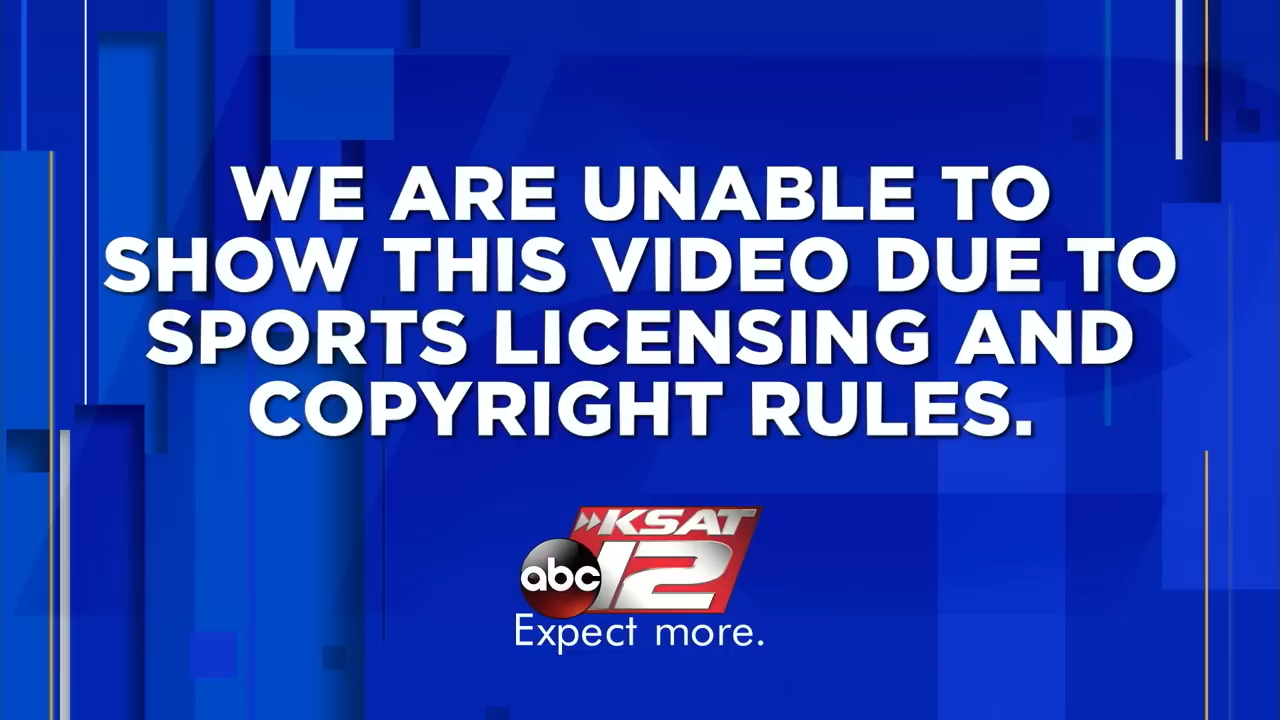 WE ARE UNABLE TO
SHOW THIS VIDEO DUE TO
SPORTS LICENSING AND
COPYRIGHT RULES.
KSAT
abc 12
Expect more.